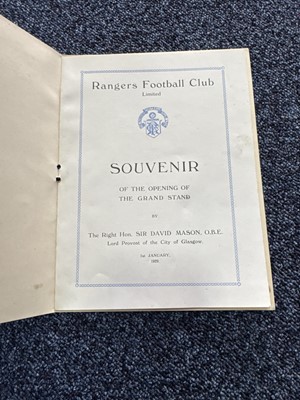 Rangers Football Club
Limited
SOUVENIR
OF THE OPENING OF
THE GRAND STAND
BY
The Right Hon. SIR DAVID MASON, O.B.E.
Lord Provost of the City of Glasgow.
1st JANUARY,